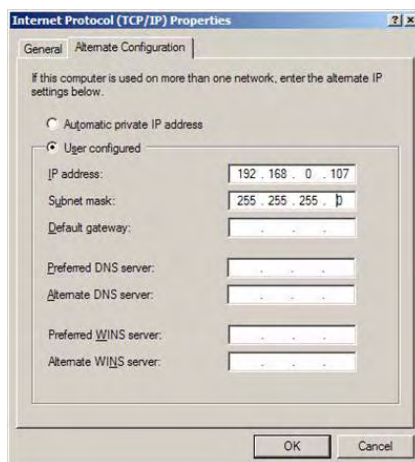 Internet Protocol (TCP/IP) Properties
General Alternate Configuration
If this computer is used on more than one network, enter the alternate IP
settings below.
Automatic private IP address
User configured
IP address: 192 . 168 . 0 . 107
Subnet mask: 255 . 255 . 255 . 0
Default gateway: . . .
Preferred DNS server: . . .
Alternate DNS server: . . .
Preferred WINS server: . . .
Alternate WINS server: . . .
OK Cancel